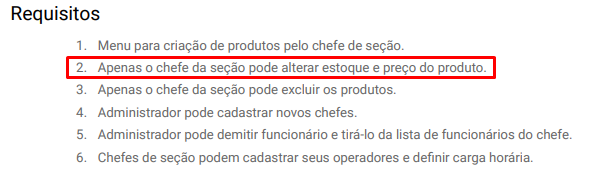 Requisitos
1. Menu para criação de produtos pelo chefe de seção.
2. Apenas o chefe da seção pode alterar estoque e preço do produto.
3. Apenas o chefe da seção pode excluir os produtos.
4. Administrador pode cadastrar novos chefes.
5. Administrador pode demitir funcionário e tirá-lo da lista de funcionários do chefe.
6. Chefes de seção podem cadastrar seus operadores e definir carga horária.